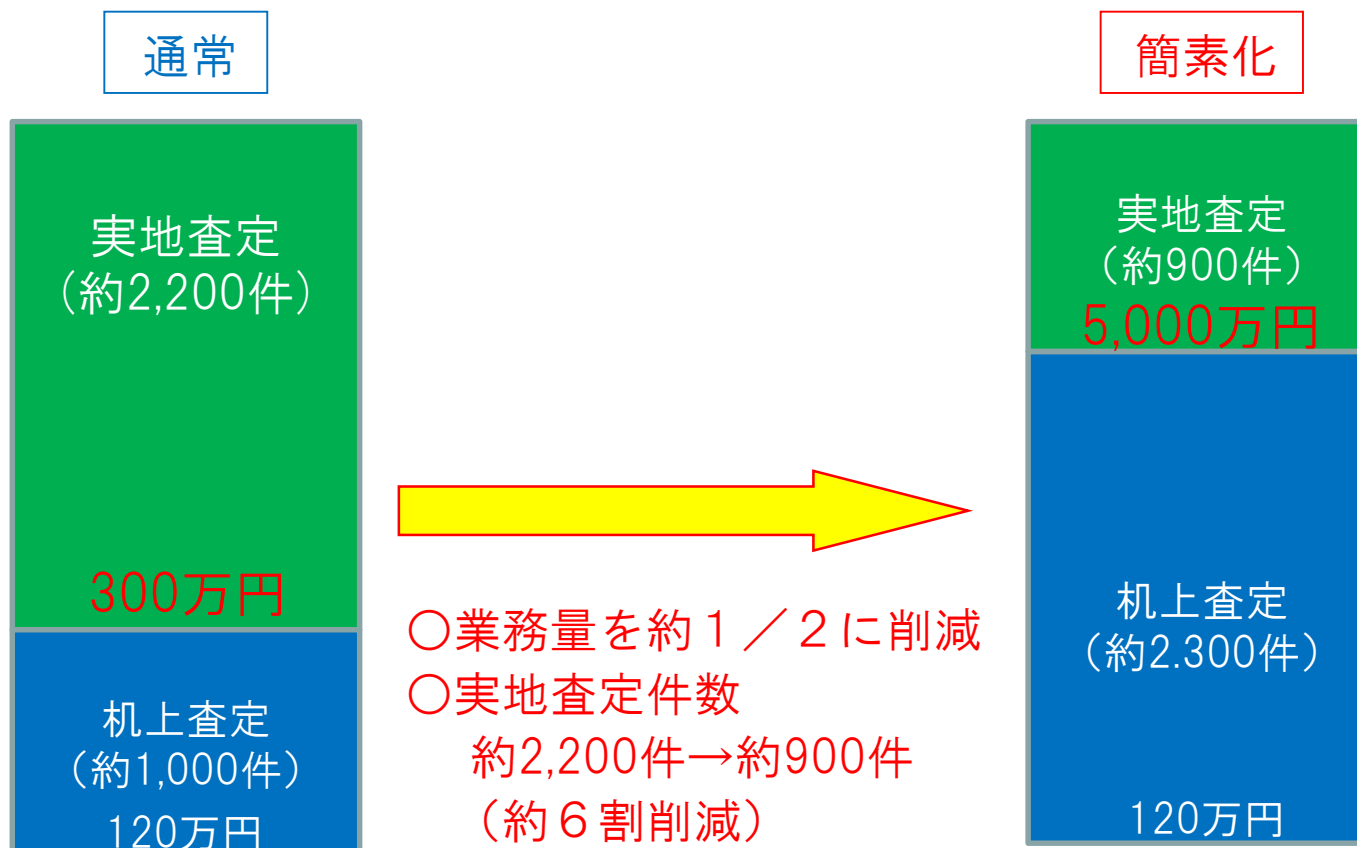 通常
実地査定
(約2,200件)
300万円
机上査定
(約1,000件)
120万円
○業務量を約１／２に削減
○実地査定件数
約2,200件→約900件
（約６割削減）
簡素化
実地査定
(約900件)
5,000万円
机上査定
(約2.300件)
120万円